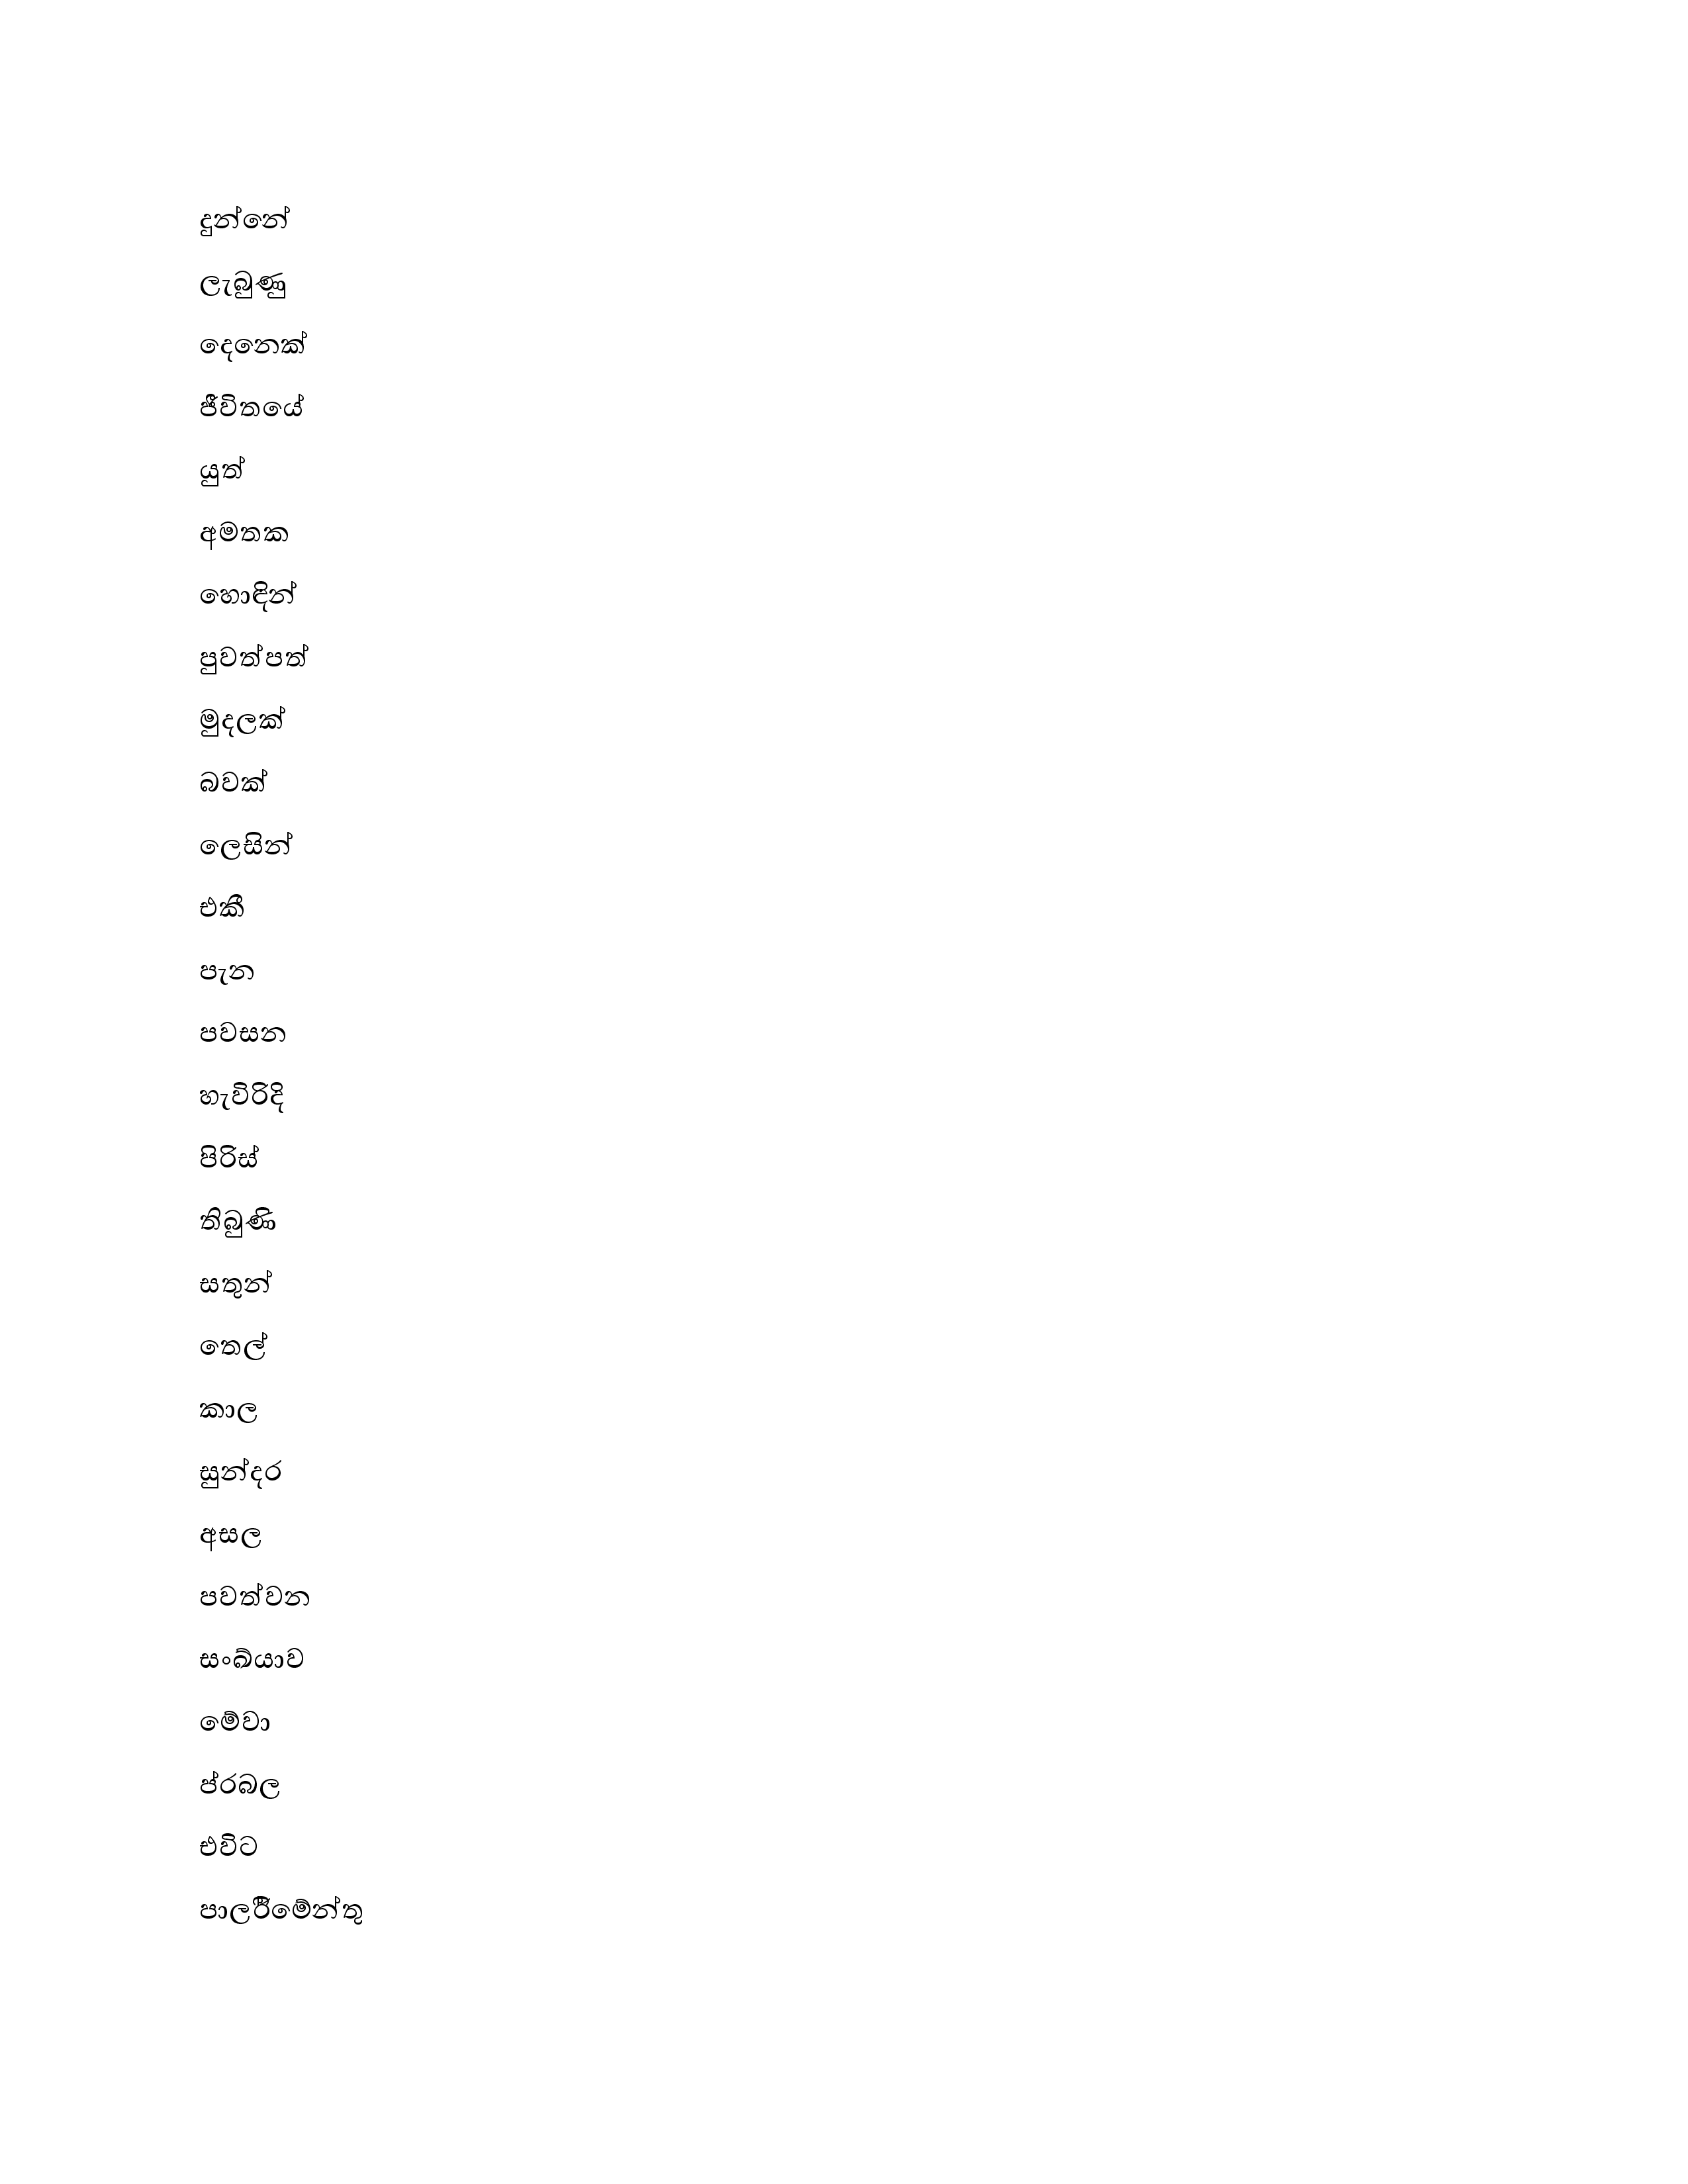 දුන්නේ
ලැබුණු
දෙනෙක්
ජීවිතයේ
යුත්
අමතක
හොඳින්
පුවත්පත්
මුදලක්
බවක්
ලෙසින්
එකී
පැන
පවසන
හැවිරිදි
පිරිස්
තිබුණි
සතුන්
තෙල්
කාල
සුන්දර
අසල
පවත්වන
සංඛ්යාව
මේවා
ප්රබල
එවිට
පාලර්මේන්තු